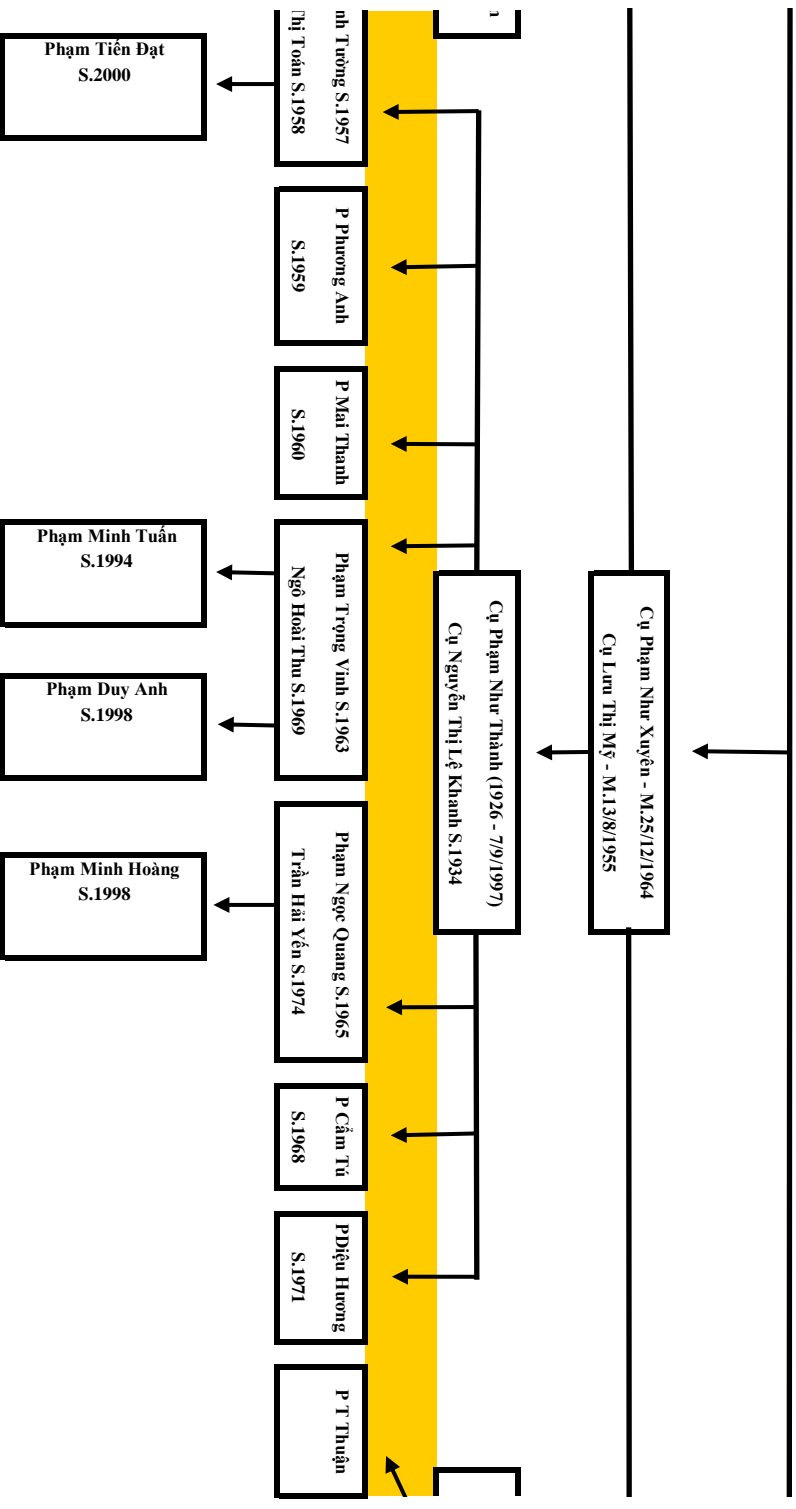 Cụ Phạm Như Xuyên - M.25/12/1964
Cụ Lưu Thị Mỹ - M.13/8/1955
Cụ Phạm Như Thành (1926 - 7/9/1997)
Cụ Nguyễn Thị Lệ Khanh S.1934
nh Tường S.1957
Thị Toán S.1958
P Phương Anh
S.1959
P Mai Thanh
S.1960
Phạm Trọng Vinh S.1963
Ngô Hoài Thu S.1969
Phạm Ngọc Quang S.1965
Trần Hải Yến S.1974
P Cẩm Tú
S.1968
PDiệu Hương
S.1971
P T Thuận
Phạm Tiến Đạt
S.2000
Phạm Minh Tuấn
S.1994
Phạm Duy Anh
S.1998
Phạm Minh Hoàng
S.1998